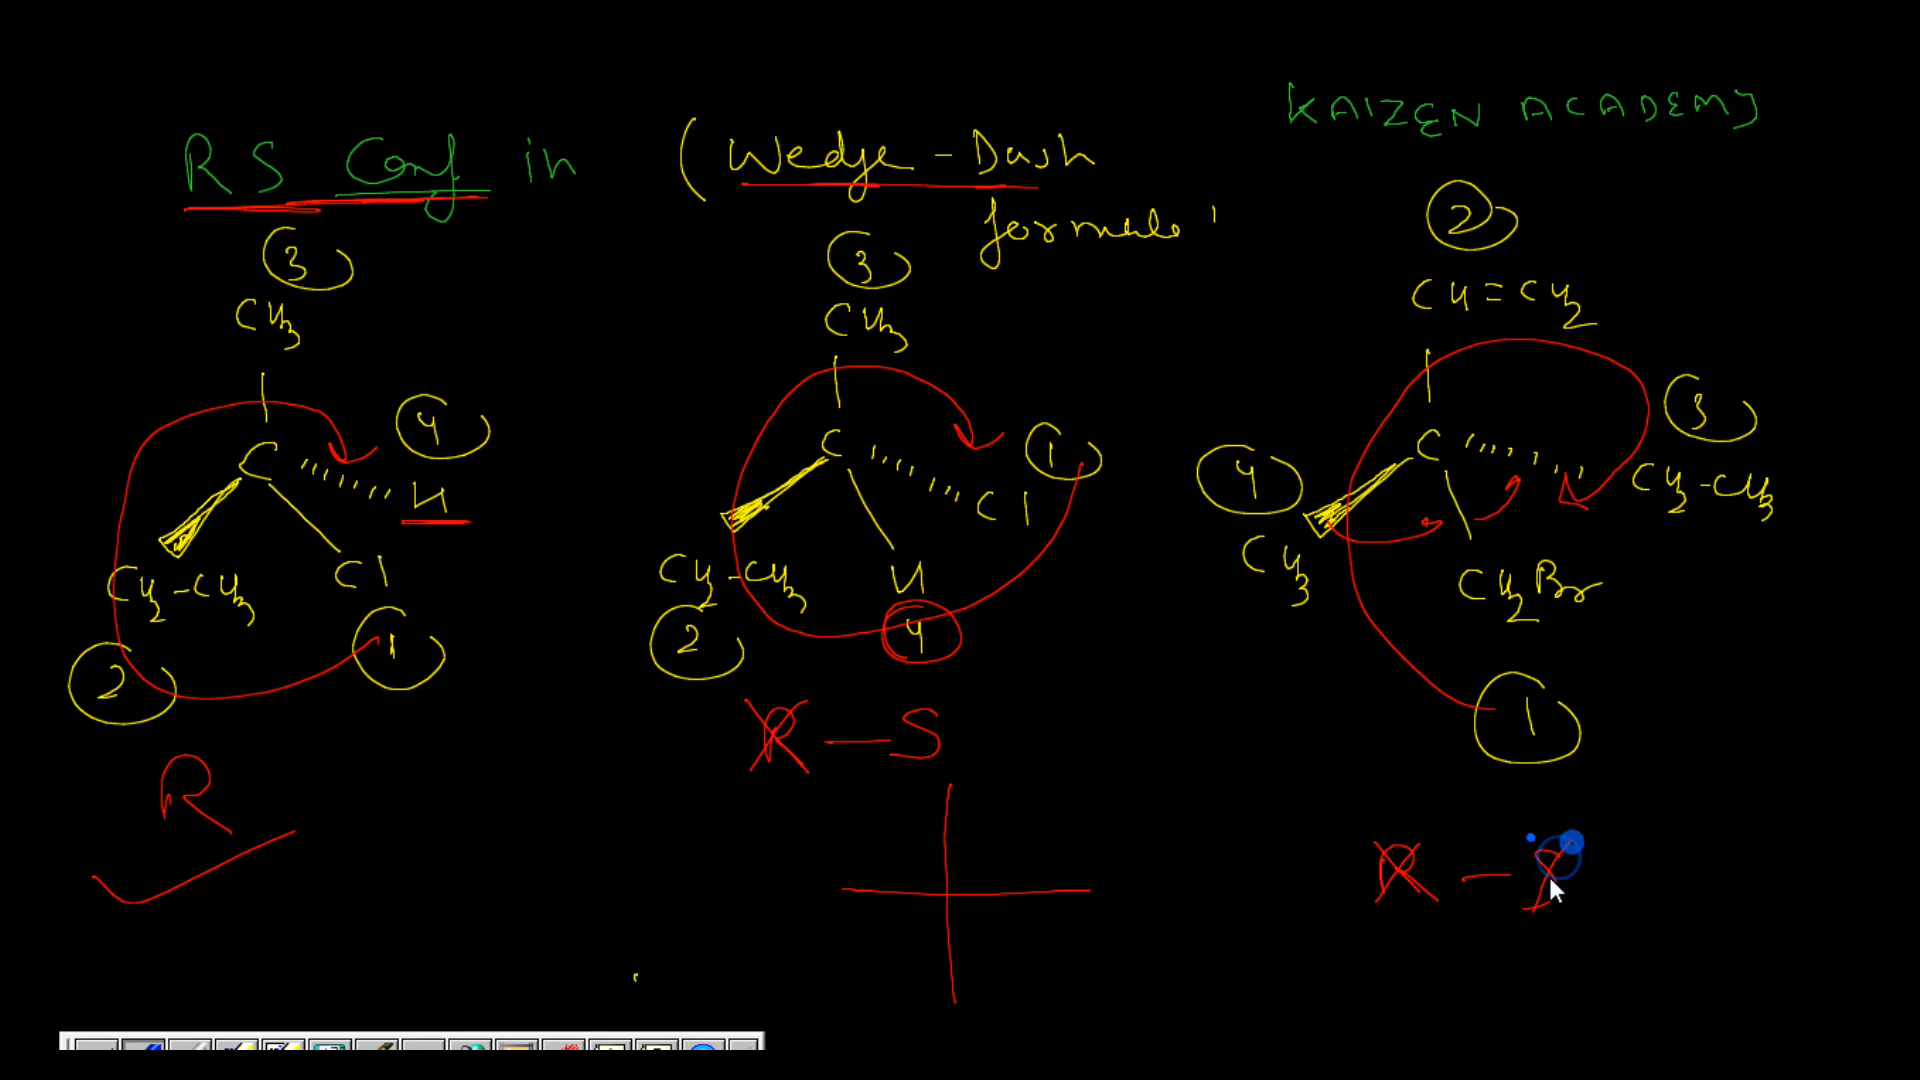 KAIZEN ACADEMY
RS Conf in (Wedge-Dash
formula'
3
CH3
4
C
H
CH2-CH3
Cl
2
1
R
3
CH3
1
C
Cl
CH2-CH3
H
2
4
R - S
2
CH=CH2
3
4
C
CH2-CH3
CH3
CH2Br
1
R -